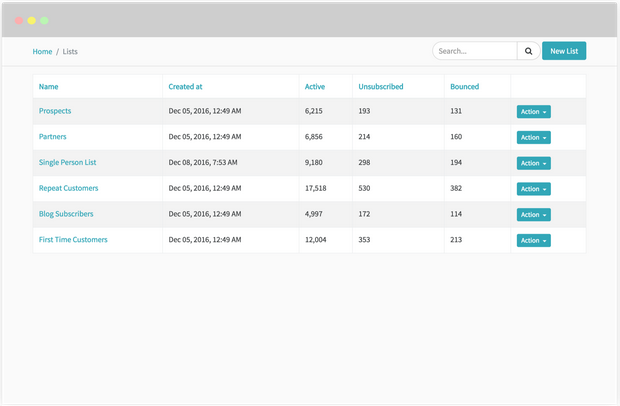 Home / Lists Search... New List
Name Created at Active Unsubscribed Bounced
Prospects Dec 05, 2016, 12:49 AM 6,215 193 131 Action
Partners Dec 05, 2016, 12:49 AM 6,856 214 160 Action
Single Person List Dec 08, 2016, 7:53 AM 9,180 298 194 Action
Repeat Customers Dec 05, 2016, 12:49 AM 17,518 530 382 Action
Blog Subscribers Dec 05, 2016, 12:49 AM 4,997 172 114 Action
First Time Customers Dec 05, 2016, 12:49 AM 12,004 353 213 Action